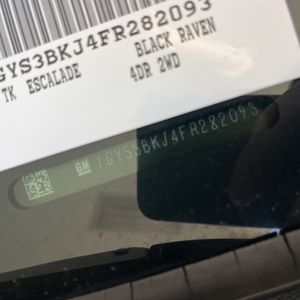 GYS3BKJ4FR282093
TK ESCALADE BLACK RAVEN
4DR 2WD
GM 1GYS3BKJ4FR282093